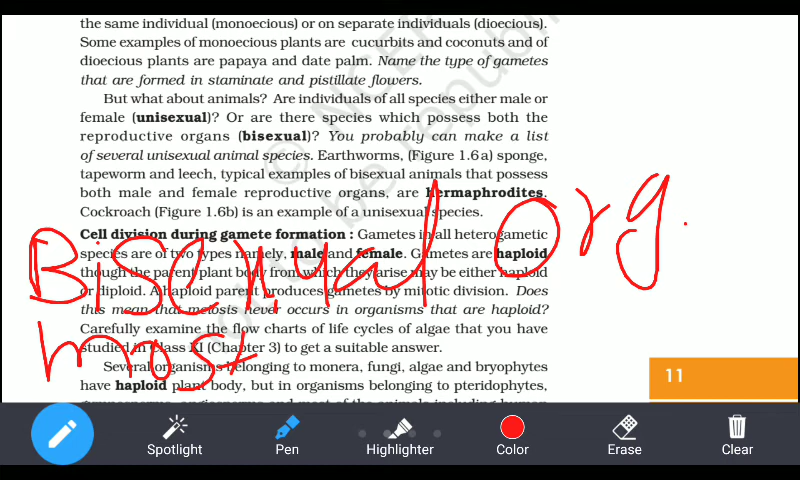 the same individual (monoecious) or on separate individuals (dioecious).
Some examples of monoecious plants are cucurbits and coconuts and of
dioecious plants are papaya and date palm. Name the type of gametes
that are formed in staminate and pistillate flowers.
But what about animals? Are individuals of all species either male or
female (unisexual)? Or are there species which possess both the
reproductive organs (bisexual)? You probably can make a list
of several unisexual animal species. Earthworms, (Figure 1.6a) sponge,
tapeworm and leech, typical examples of bisexual animals that possess
both male and female reproductive organs, are hermaphrodites.
Cockroach (Figure 1.6b) is an example of a unisexual species.
Bisexual Org.
Cell division during gamete formation : Gametes in all heterogametic
species are of two types namely, male and female. Gametes are haploid
though the parent plant body from which they arise may be either haploid
or diploid. A haploid parent produces gametes by mitotic division. Does
this mean that meiosis never occurs in organisms that are haploid?
Carefully examine the flow charts of life cycles of algae that you have
studied in Class XI (Chapter 3) to get a suitable answer.
most
Several organisms belonging to monera, fungi, algae and bryophytes
have haploid plant body, but in organisms belonging to pteridophytes,
11
Spotlight
Pen
Highlighter
Color
Erase
Clear